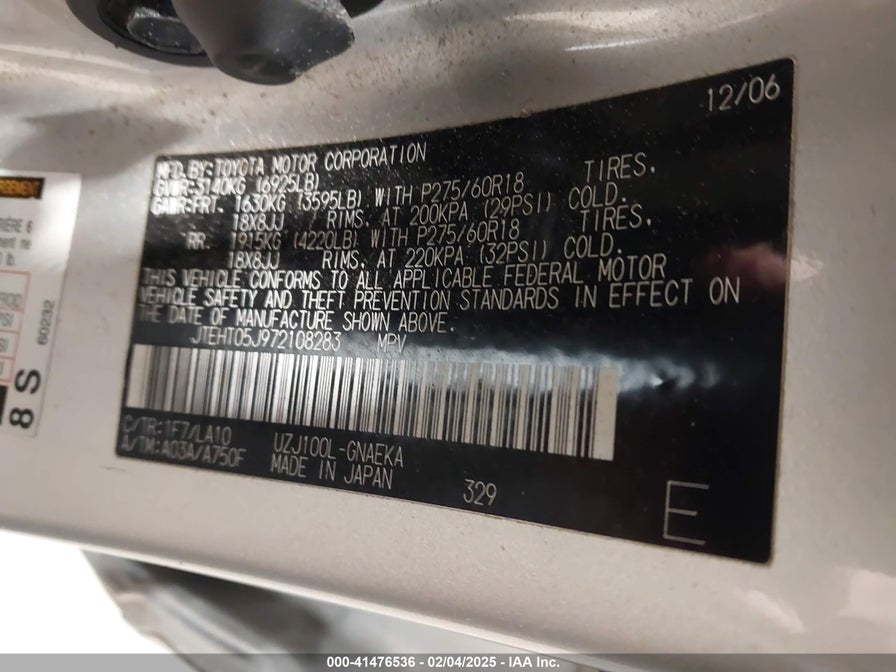 12/06
MFD.BY:TOYOTA MOTOR CORPORATION
GVWR:3140KG (6925LB)
GAWR:FRT. 1630KG (3595LB) WITH P275/60R18 TIRES.
18X8JJ RIMS. AT 200KPA (29PSI) COLD.
RR. 1915KG (4220LB) WITH P275/60R18 TIRES.
18X8JJ RIMS. AT 220KPA (32PSI) COLD.
THIS VEHICLE CONFORMS TO ALL APPLICABLE FEDERAL MOTOR
VEHICLE SAFETY AND THEFT PREVENTION STANDARDS IN EFFECT ON
THE DATE OF MANUFACTURE SHOWN ABOVE.
JTEHT05J972108283 MPV
C/TR:1F7/LA10 UZJ100L-GNAEKA
A/TM:A03A/A750F MADE IN JAPAN
329
E
60232
8S
000-41476536 - 02/04/2025 - IAA Inc.